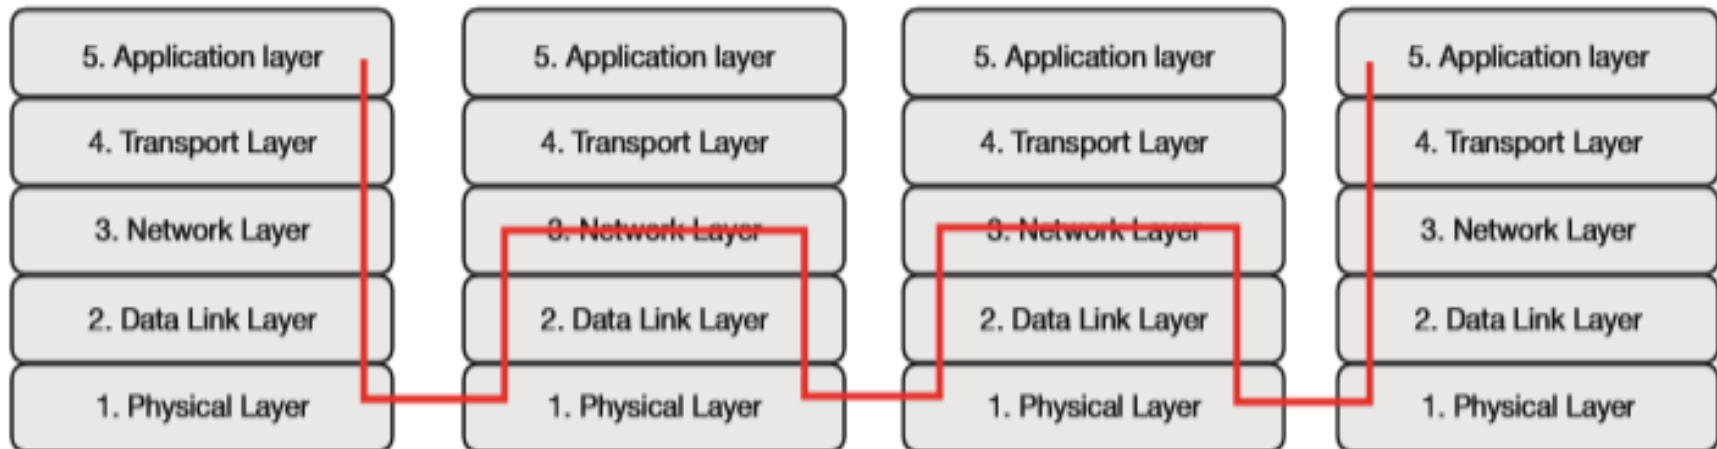 5. Application layer
4. Transport Layer
3. Network Layer
2. Data Link Layer
1. Physical Layer
5. Application layer
4. Transport Layer
3. Network Layer
2. Data Link Layer
1. Physical Layer
5. Application layer
4. Transport Layer
3. Network Layer
2. Data Link Layer
1. Physical Layer
5. Application layer
4. Transport Layer
3. Network Layer
2. Data Link Layer
1. Physical Layer